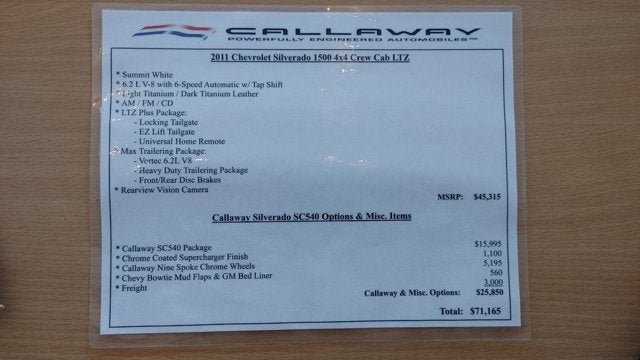 CALLAWAY
POWERFULLY ENGINEERED AUTOMOBILES™
2011 Chevrolet Silverado 1500 4x4 Crew Cab LTZ
* Summit White
* 6.2 L V-8 with 6-Speed Automatic w/ Tap Shift
* Light Titanium / Dark Titanium Leather
* AM / FM / CD
* LTZ Plus Package:
- Locking Tailgate
- EZ Lift Tailgate
- Universal Home Remote
* Max Trailering Package:
- Vortec 6.2L V8
- Heavy Duty Trailering Package
- Front/Rear Disc Brakes
* Rearview Vision Camera
MSRP: $45,315
Callaway Silverado SC540 Options & Misc. Items
* Callaway SC540 Package $15,995
* Chrome Coated Supercharger Finish 1,100
* Callaway Nine Spoke Chrome Wheels 5,195
* Chevy Bowtie Mud Flaps & GM Bed Liner 560
* Freight 3,000
Callaway & Misc. Options: $25,850
Total: $71,165